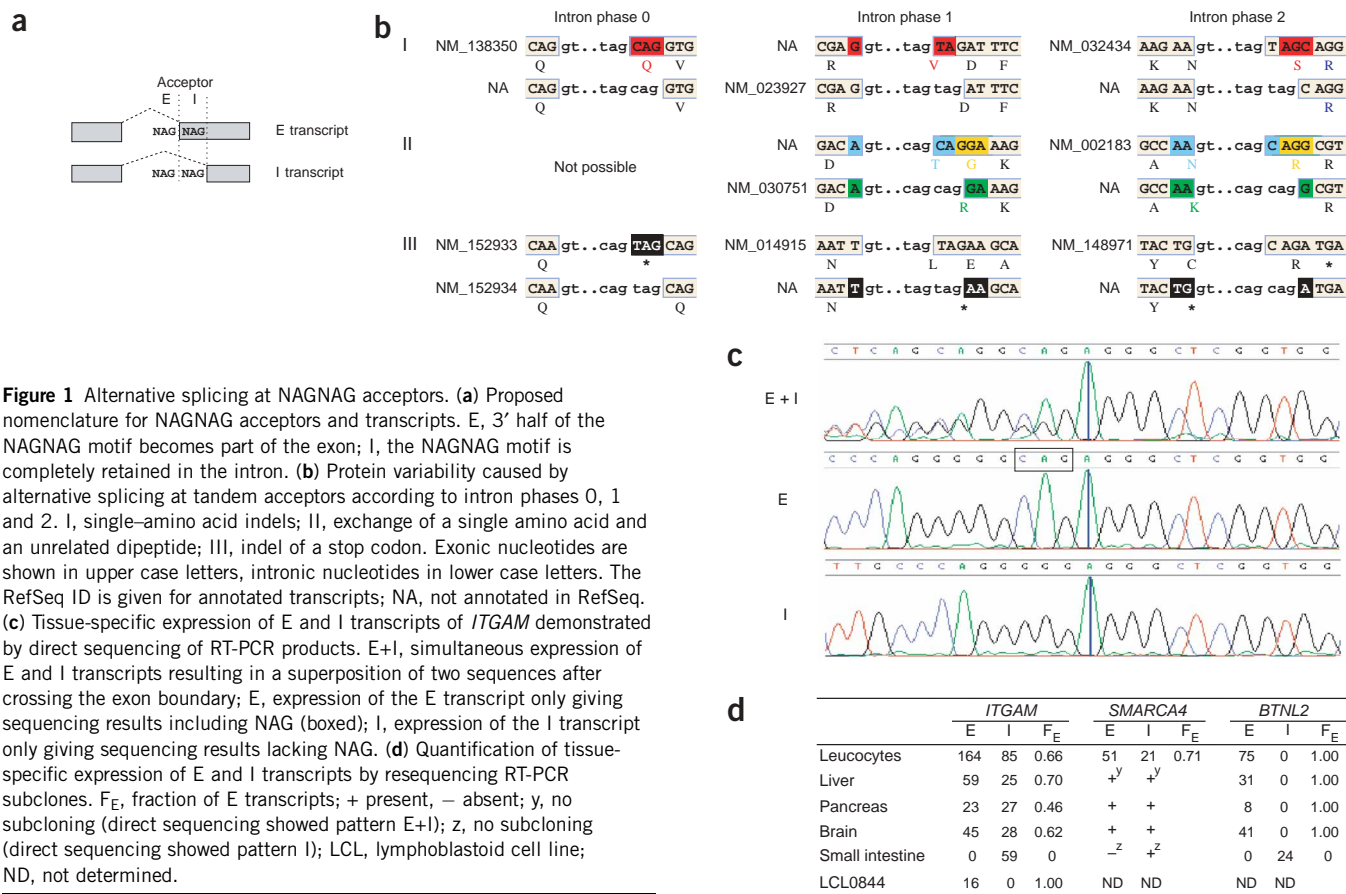 a
Acceptor
E I
NAG NAG E transcript
NAG NAG I transcript
b
Intron phase 0 Intron phase 1 Intron phase 2
I NM_138350 CAG gt..tag CAG GTG NA CGA G gt..tag TA GAT TTC NM_032434 AAG AA gt..tag T AGC AGG
Q Q V R V D F K N S R
NA CAG gt..tag cag GTG NM_023927 CGA G gt..tagtag AT TTC NA AAG AA gt..tag tag C AGG
Q V R D F K N R
II Not possible NA GAC A gt..cag CA GGA AAG NM_002183 GCC AA gt..cag C AGG CGT
D T G K A N R R
NM_030751 GAC A gt..cag cag GA AAG NA GCC AA gt..cag cag G CGT
D R K A K R
III NM_152933 CAA gt..cag TAG CAG NM_014915 AAT T gt..tag TAGAA GCA NM_148971 TAC TG gt..cag C AGA TGA
Q * N L E A Y C R *
NM_152934 CAA gt..cag tag CAG NA AAT T gt..tagtag AA GCA NA TAC TG gt..cag cag A TGA
Q Q N * Y *
c
C T C A G C A G G C A G A G G G C T C G G T G G
E + I
C C C A G G G G G C A G A G G G C T C G G T G G
E
T T G C C C A G G G G G A G G G C T C G G T G G
I
Figure 1 Alternative splicing at NAGNAG acceptors. (a) Proposed
nomenclature for NAGNAG acceptors and transcripts. E, 3′ half of the
NAGNAG motif becomes part of the exon; I, the NAGNAG motif is
completely retained in the intron. (b) Protein variability caused by
alternative splicing at tandem acceptors according to intron phases 0, 1
and 2. I, single–amino acid indels; II, exchange of a single amino acid and
an unrelated dipeptide; III, indel of a stop codon. Exonic nucleotides are
shown in upper case letters, intronic nucleotides in lower case letters. The
RefSeq ID is given for annotated transcripts; NA, not annotated in RefSeq.
(c) Tissue-specific expression of E and I transcripts of ITGAM demonstrated
by direct sequencing of RT-PCR products. E+I, simultaneous expression of
E and I transcripts resulting in a superposition of two sequences after
crossing the exon boundary; E, expression of the E transcript only giving
sequencing results including NAG (boxed); I, expression of the I transcript
only giving sequencing results lacking NAG. (d) Quantification of tissue-
specific expression of E and I transcripts by resequencing RT-PCR
subclones. F_E, fraction of E transcripts; + present, − absent; y, no
subcloning (direct sequencing showed pattern E+I); z, no subcloning
(direct sequencing showed pattern I); LCL, lymphoblastoid cell line;
ND, not determined.
d
ITGAM SMARCA4 BTNL2
E I F_E E I F_E E I F_E
Leucocytes 164 85 0.66 51 21 0.71 75 0 1.00
Liver 59 25 0.70 +y +y 31 0 1.00
Pancreas 23 27 0.46 + + 8 0 1.00
Brain 45 28 0.62 + + 41 0 1.00
Small intestine 0 59 0 −z +z 0 24 0
LCL0844 16 0 1.00 ND ND ND ND